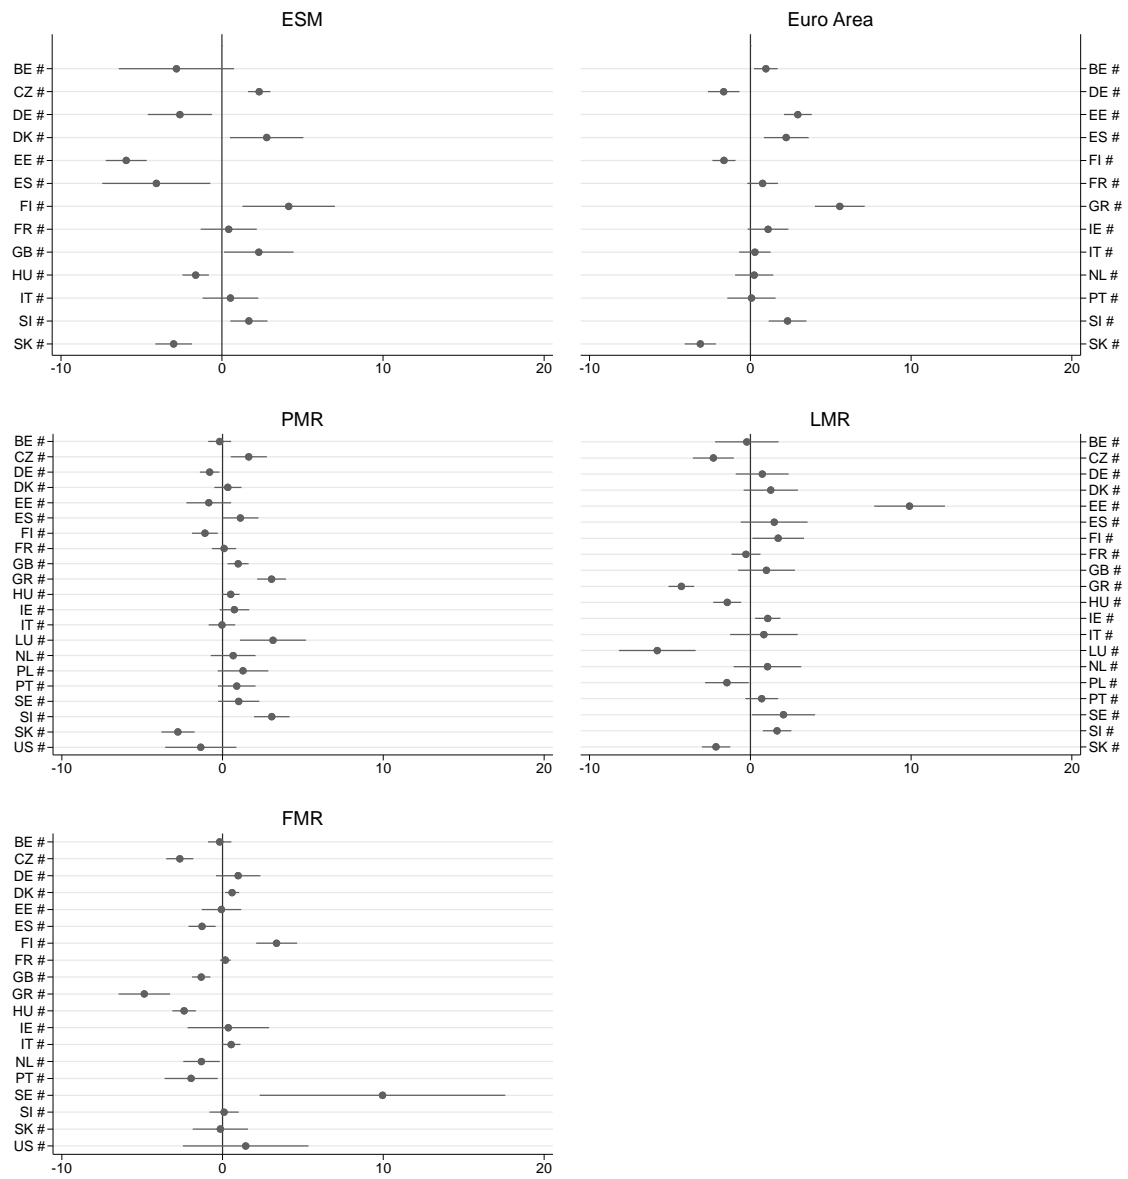 ESM
BE #
CZ #
DE #
DK #
EE #
ES #
FI #
FR #
GB #
HU #
IT #
SI #
SK #
-10 0 10 20
Euro Area
BE #
DE #
EE #
ES #
FI #
FR #
GR #
IE #
IT #
NL #
PT #
SI #
SK #
-10 0 10 20
PMR
BE #
CZ #
DE #
DK #
EE #
ES #
FI #
FR #
GB #
GR #
HU #
IE #
IT #
LU #
NL #
PL #
PT #
SE #
SI #
SK #
US #
-10 0 10 20
LMR
BE #
CZ #
DE #
DK #
EE #
ES #
FI #
FR #
GB #
GR #
HU #
IE #
IT #
LU #
NL #
PL #
PT #
SE #
SI #
SK #
-10 0 10 20
FMR
BE #
CZ #
DE #
DK #
EE #
ES #
FI #
FR #
GB #
GR #
HU #
IE #
IT #
NL #
PT #
SE #
SI #
SK #
US #
-10 0 10 20